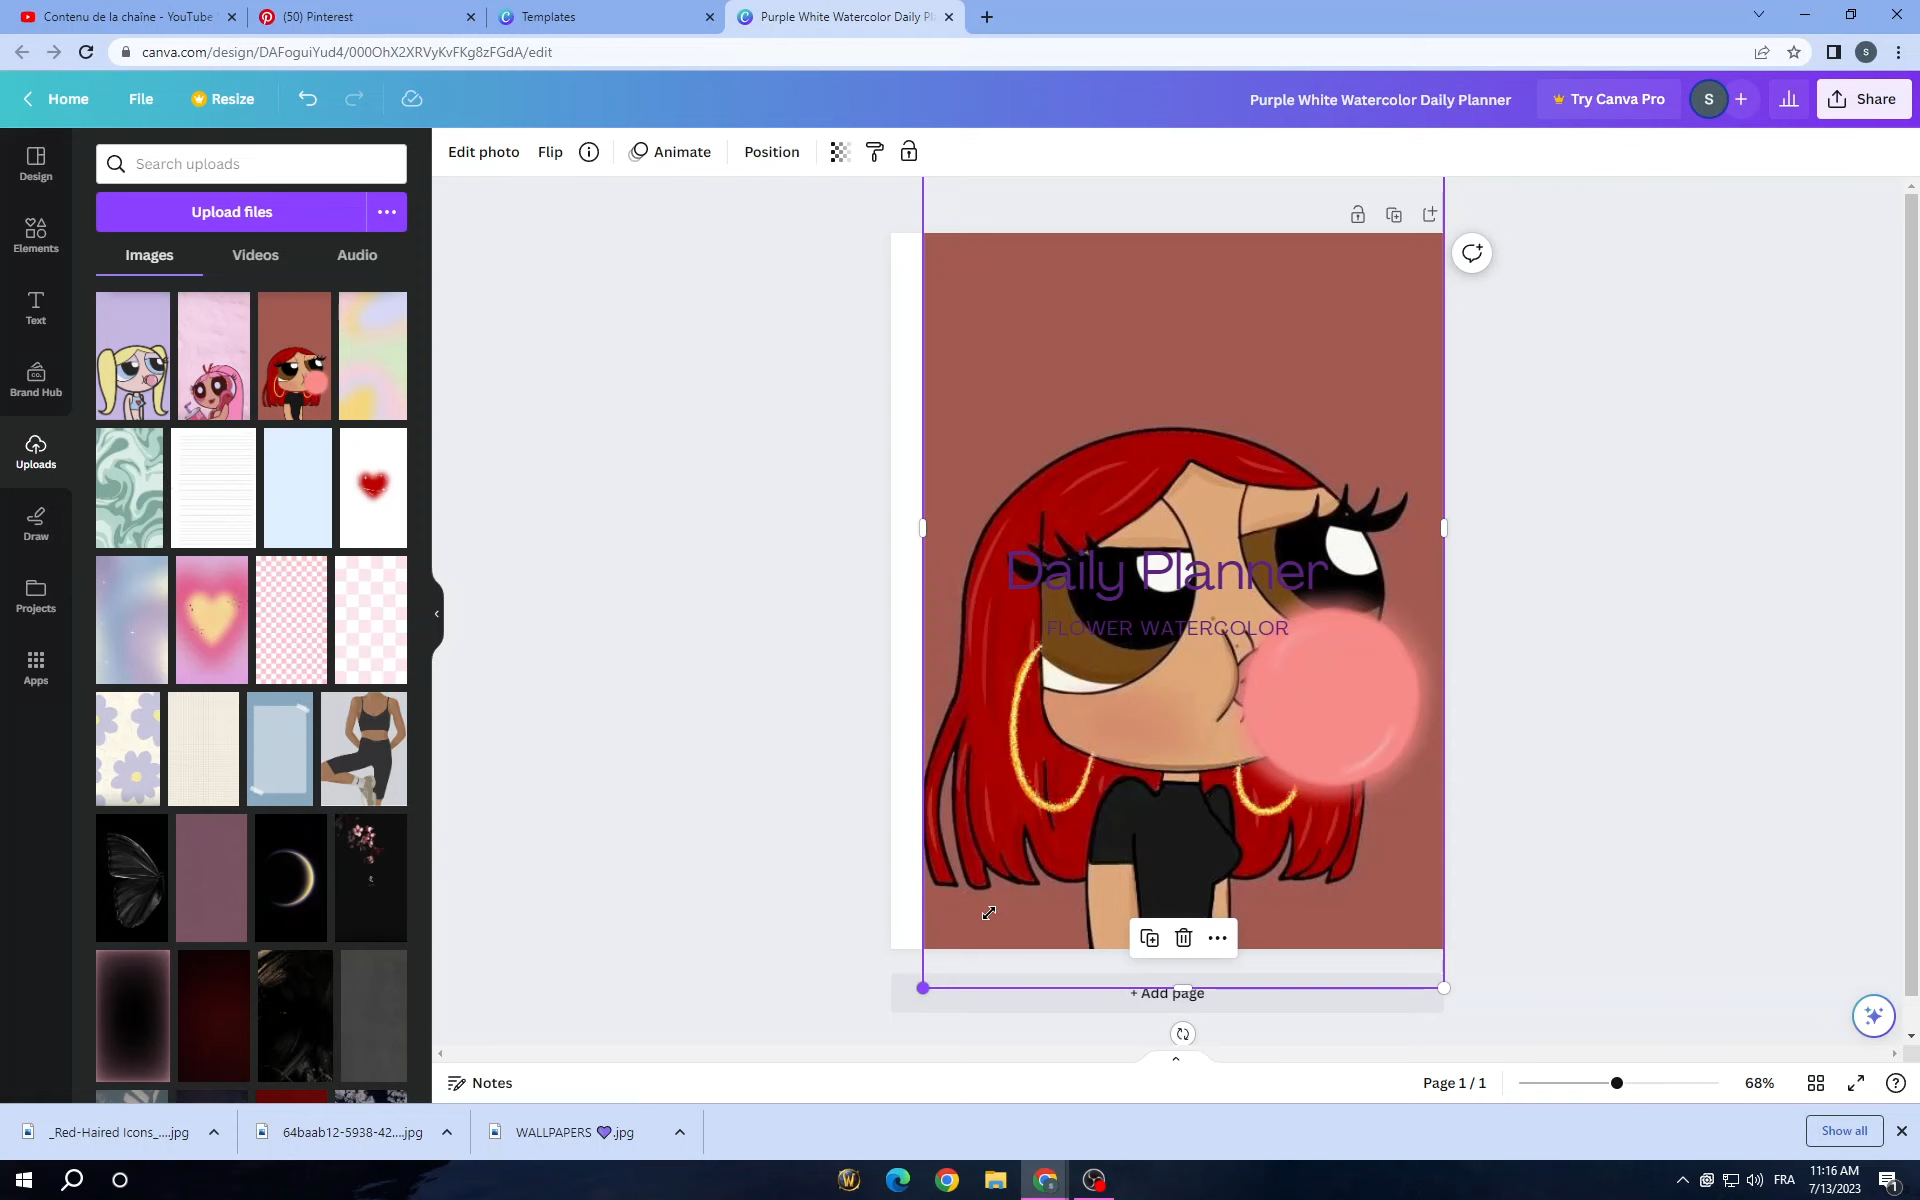 Contenu de la chaîne - YouTube
(50) Pinterest
Templates
Purple White Watercolor Daily Pl
canva.com/design/DAFoguiYud4/000OhX2XRVyKvFKg8zFGdA/edit
S
Home
File
Resize
Purple White Watercolor Daily Planner
Try Canva Pro
S
Share
Design
Elements
Text
CO.
Brand Hub
Uploads
Draw
Projects
Apps
Search uploads
Upload files
Images
Videos
Audio
Edit photo
Flip
Animate
Position
Daily Planner
FLOWER WATERCOLOR
+ Add page
Notes
Page 1 / 1
68%
_Red-Haired Icons_....jpg
64baab12-5938-42....jpg
WALLPAPERS 💜.jpg
Show all
FRA
11:16 AM
7/13/2023
1